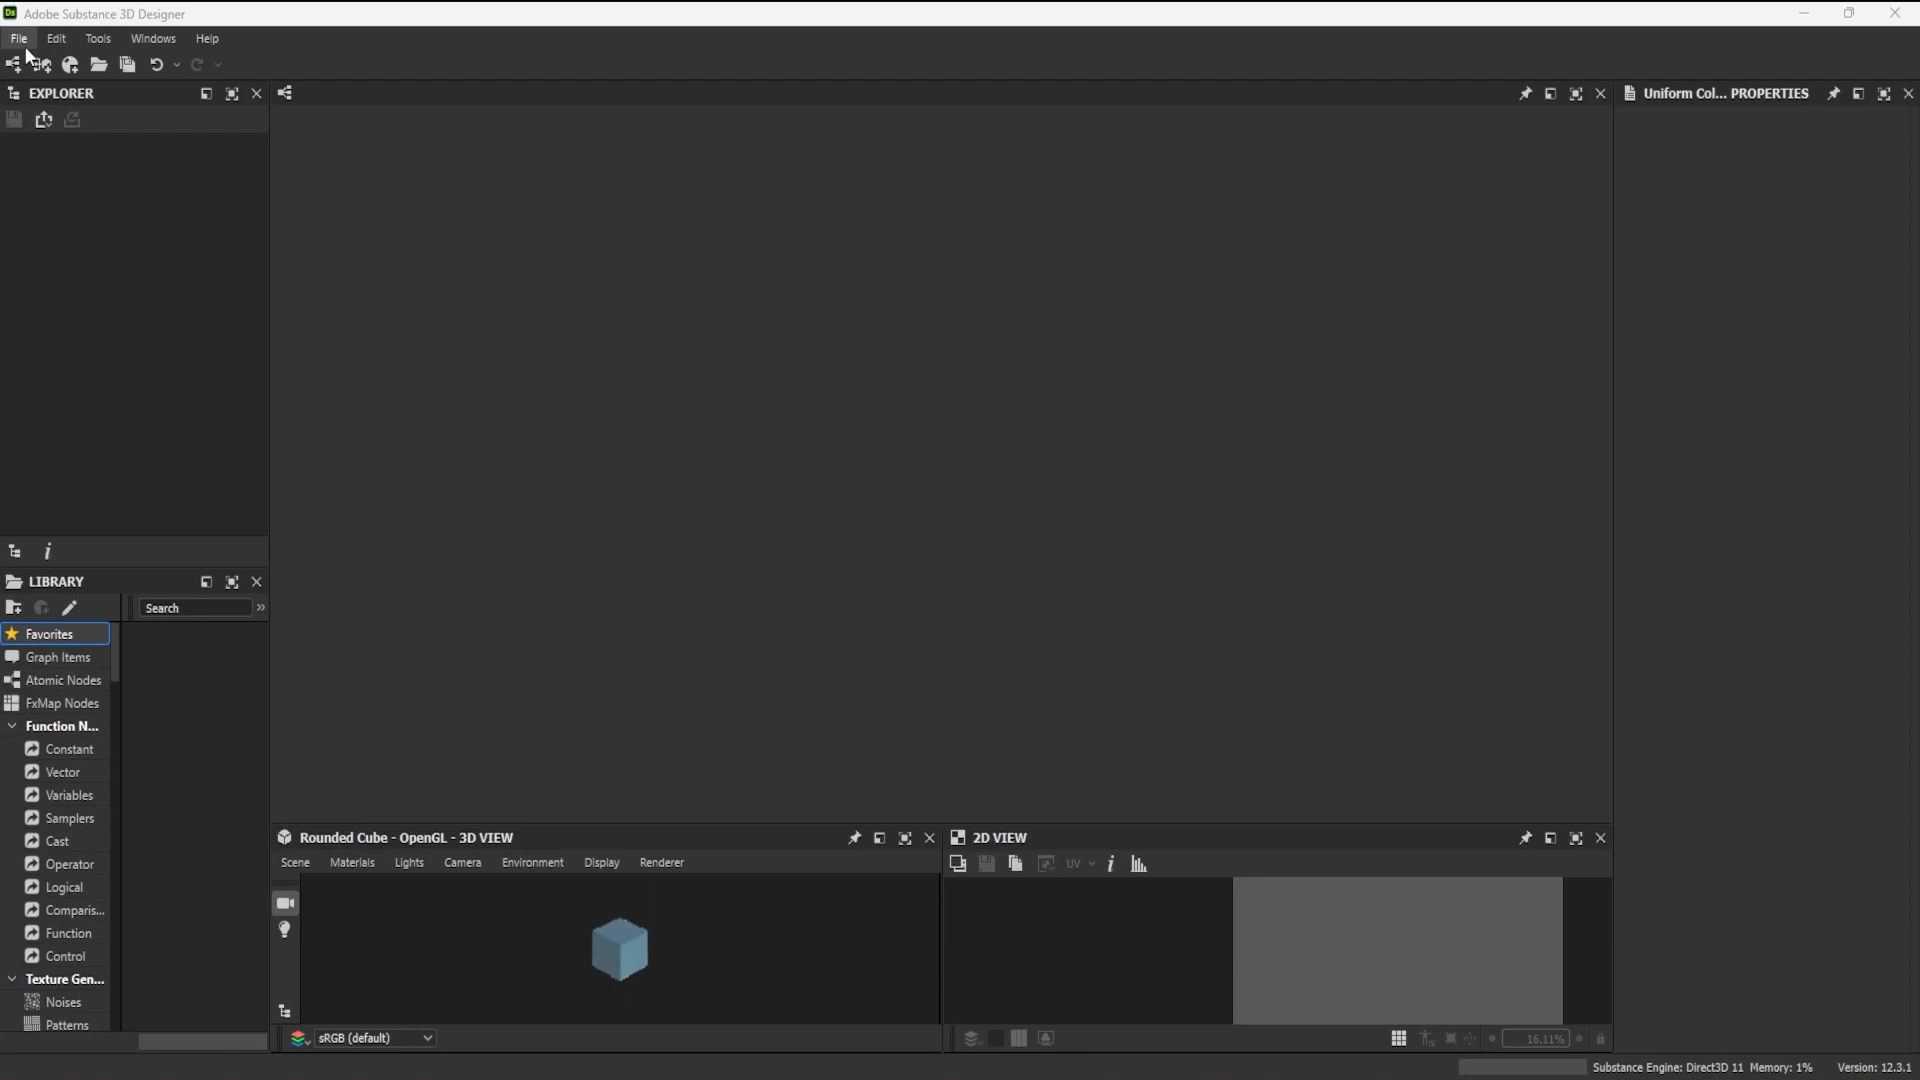 Ds Adobe Substance 3D Designer
File Edit Tools Windows Help
EXPLORER
Uniform Col... PROPERTIES
LIBRARY
Search
Favorites
Graph Items
Atomic Nodes
FxMap Nodes
Function N...
Constant
Vector
Variables
Samplers
Cast
Operator
Logical
Comparis...
Function
Control
Texture Gen...
Noises
Patterns
Rounded Cube - OpenGL - 3D VIEW
Scene Materials Lights Camera Environment Display Renderer
sRGB (default)
2D VIEW
UV
16.11%
Substance Engine: Direct3D 11 Memory: 1% Version: 12.3.1